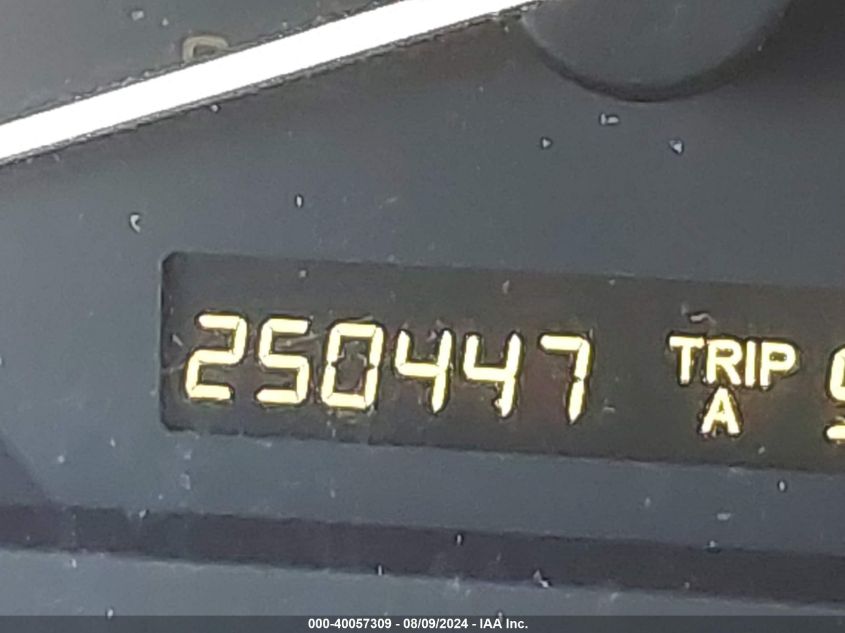 250447 TRIP
A
000-40057309 - 08/09/2024 - IAA Inc.